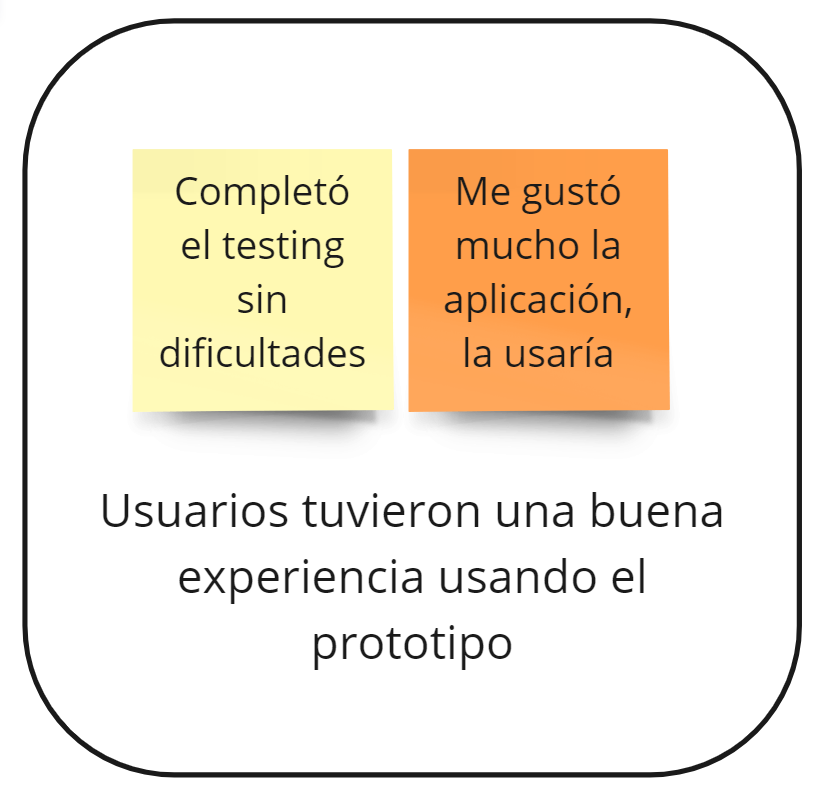 Completó
el testing
sin
dificultades
Me gustó
mucho la
aplicación,
la usaría
Usuarios tuvieron una buena
experiencia usando el
prototipo